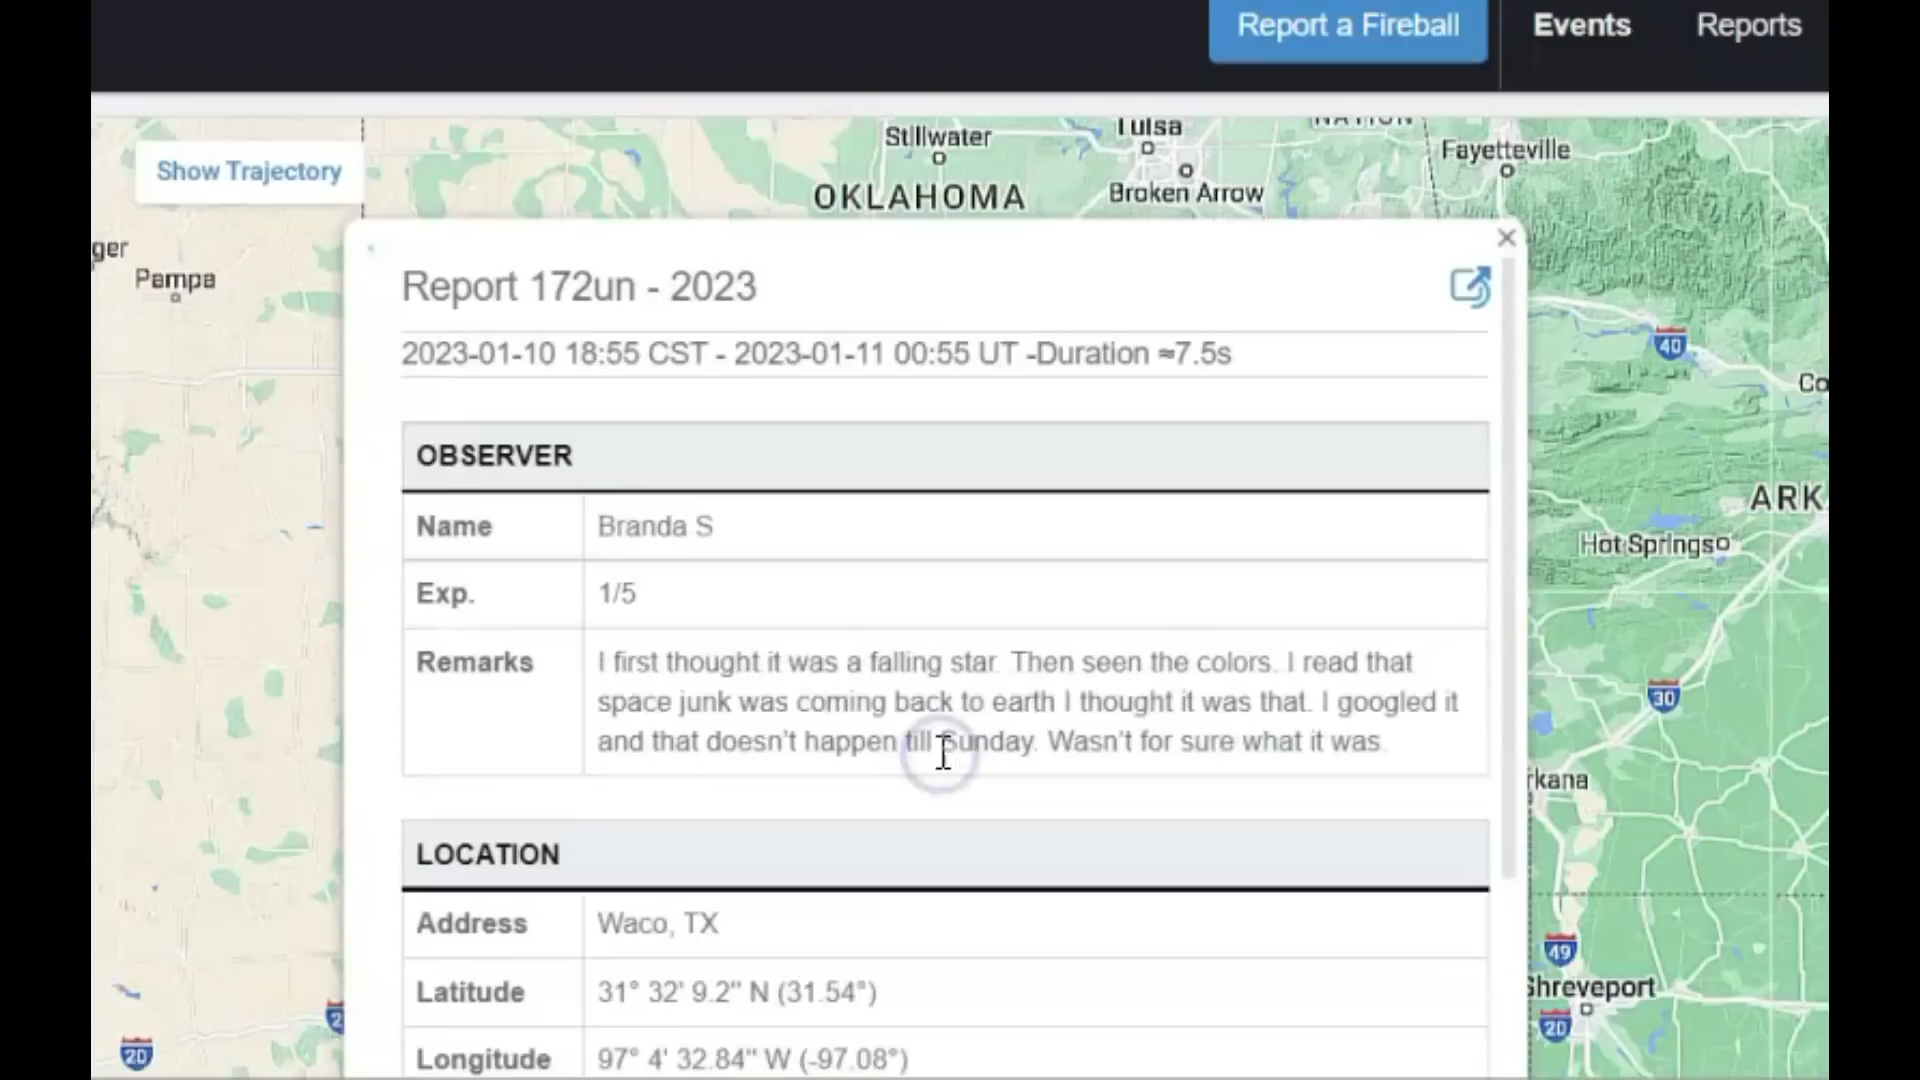 Report a Fireball
Events
Reports
Show Trajectory
Stillwater
Tulsa
NATION
Fayetteville
OKLAHOMA
Broken Arrow
ger
Pampa
40
Co
ARK
Hot Springs
30
rkana
49
Shreveport
20
2
20
Report 172un - 2023
2023-01-10 18:55 CST - 2023-01-11 00:55 UT -Duration ≈7.5s
OBSERVER
Name Branda S
Exp. 1/5
Remarks I first thought it was a falling star. Then seen the colors. I read that
space junk was coming back to earth I thought it was that. I googled it
and that doesn't happen till Sunday. Wasn't for sure what it was.
LOCATION
Address Waco, TX
Latitude 31° 32' 9.2" N (31.54°)
Longitude 97° 4' 32.84" W (-97.08°)